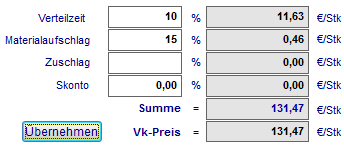 Verteilzeit 10 % 11,63 €/Stk
Materialaufschlag 15 % 0,46 €/Stk
Zuschlag % 0,00 €/Stk
Skonto 0,00 % 0,00 €/Stk
Summe = 131,47 €/Stk
Übernehmen Vk-Preis = 131,47 €/Stk